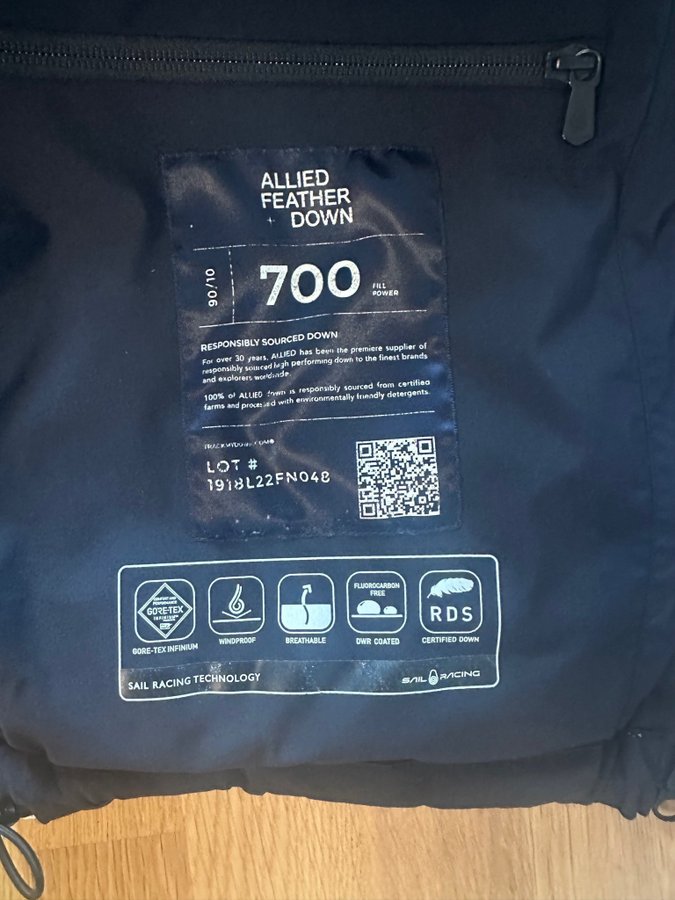 ALLIED
FEATHER
+ DOWN
90/10
700
FILL
POWER
RESPONSIBLY SOURCED DOWN
For over 30 years, ALLIED has been the premiere supplier of
responsibly sourced high performing down to the finest brands
and explorers worldwide.
100% of ALLIED down is responsibly sourced from certified
farms and processed with environmentally friendly detergents.
TRACKMYDOWN.COM®
LOT #
1918L22FN048
GORE-TEX
INFINIUM
GORE-TEX INFINIUM
WINDPROOF
BREATHABLE
FLUOROCARBON
FREE
DWR COATED
RDS
CERTIFIED DOWN
SAIL RACING TECHNOLOGY
SAIL RACING